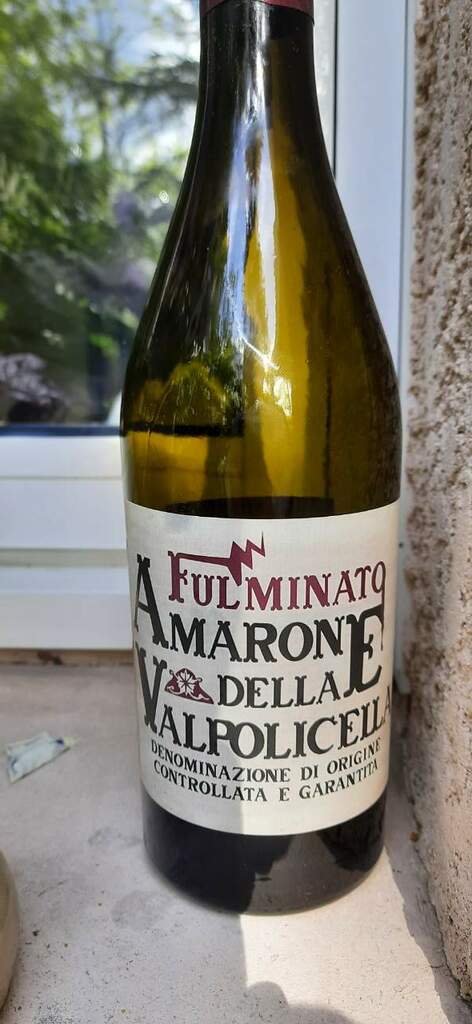 FULMINATO
AMARONE
DELLA
VALPOLICELLA
DENOMINAZIONE DI ORIGINE
CONTROLLATA E GARANTITA